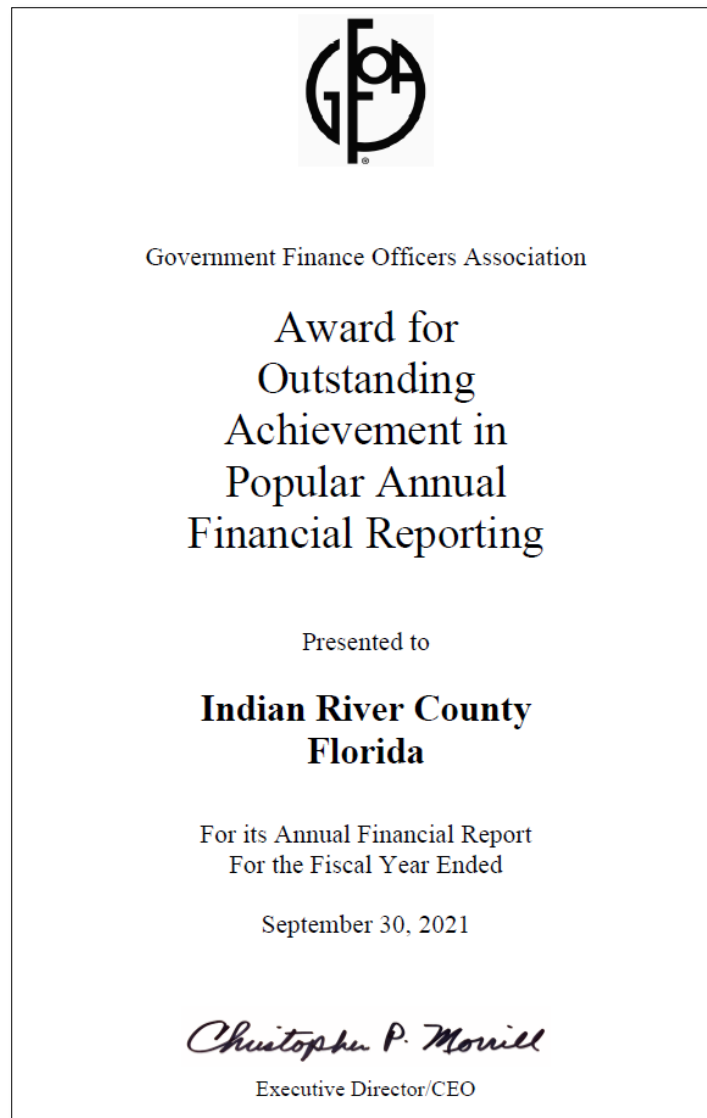 GFOA
®
Government Finance Officers Association
Award for
Outstanding
Achievement in
Popular Annual
Financial Reporting
Presented to
Indian River County
Florida
For its Annual Financial Report
For the Fiscal Year Ended
September 30, 2021
Christopher P. Morrill
Executive Director/CEO